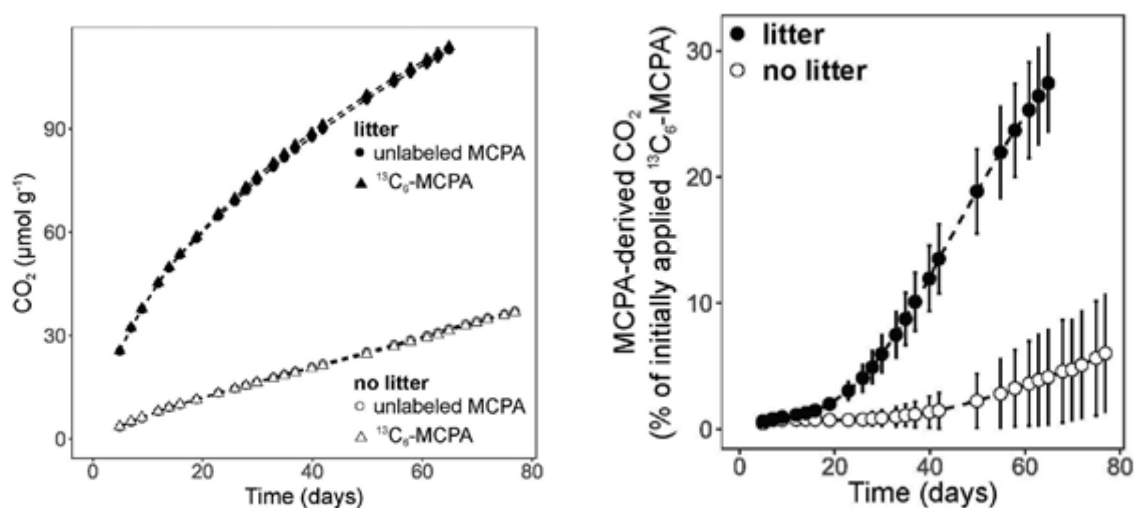 CO₂ (µmol g⁻¹)
90
60
30
0
litter
unlabeled MCPA
¹³C₆-MCPA
no litter
unlabeled MCPA
¹³C₆-MCPA
0 20 40 60 80
Time (days)
MCPA-derived CO₂
(% of initially applied ¹³C₆-MCPA)
30
20
10
0
litter
no litter
0 20 40 60 80
Time (days)